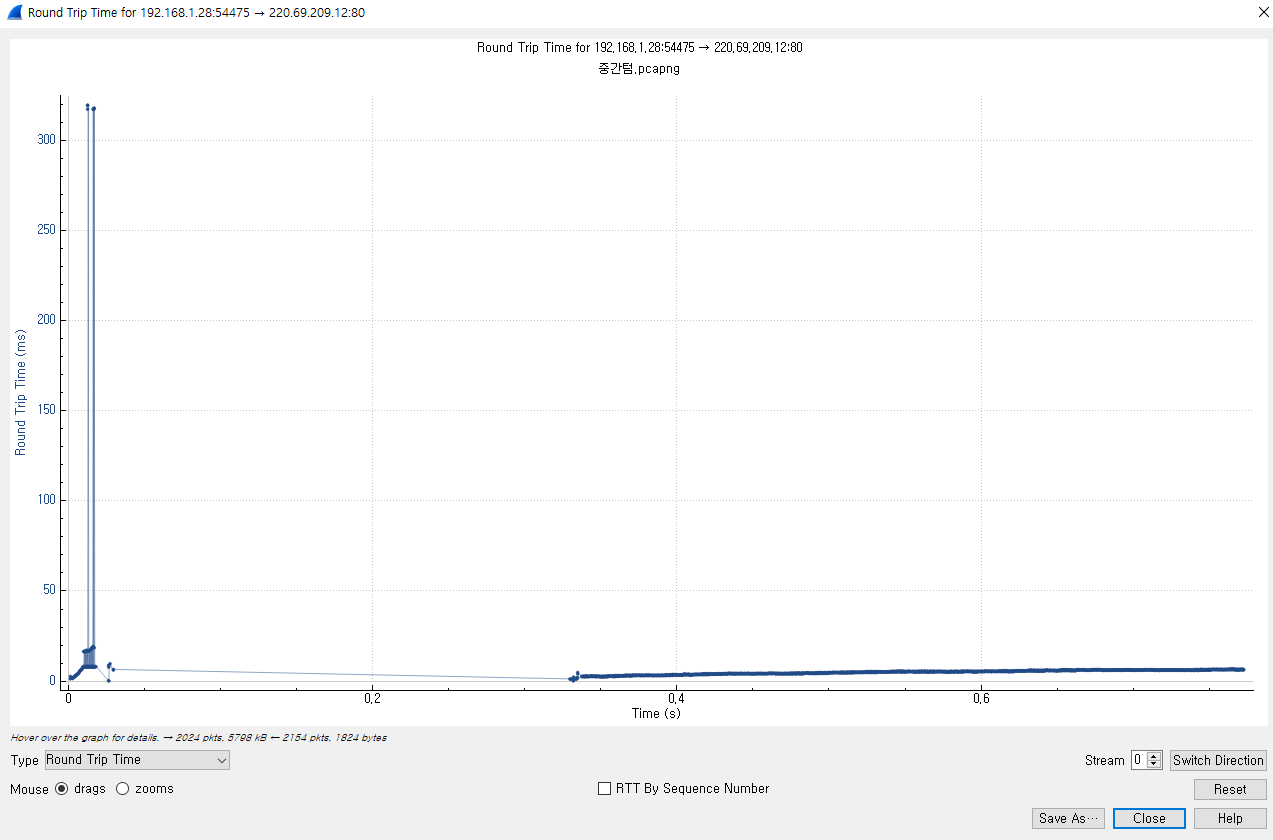 Round Trip Time for 192.168.1.28:54475 → 220.69.209.12:80
Round Trip Time for 192.168.1.28:54475 → 220.69.209.12:80
중간텀.pcapng
Round Trip Time (ms)
300
250
200
150
100
50
0
0 0.2 0.4 0.6
Time (s)
Hover over the graph for details. → 2024 pkts, 5798 kB ← 2154 pkts, 1824 bytes
Type Round Trip Time Stream 0 Switch Direction
Mouse drags zooms RTT By Sequence Number Reset
Save As… Close Help